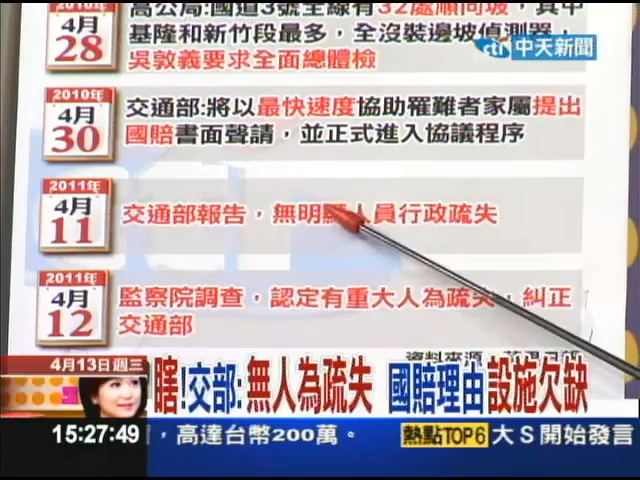 2010年
4月
28
高公局:國道3號全線有32處順向坡，其中
基隆和新竹段最多，全沒裝邊坡偵測器，
吳敦義要求全面總體檢
cti 中天新聞
2010年
4月
30
交通部:將以最快速度協助罹難者家屬提出
國賠書面聲請，並正式進入協議程序
2011年
4月
11
交通部報告，無明顯人員行政疏失
2011年
4月
12
監察院調查，認定有重大人為疏失，糾正
交通部
資料來源
4月13日週三
瞎!交部:無人為疏失 國賠理由設施欠缺
15:27:49
，高達台幣200萬。
熱點TOP6
大S開始發言